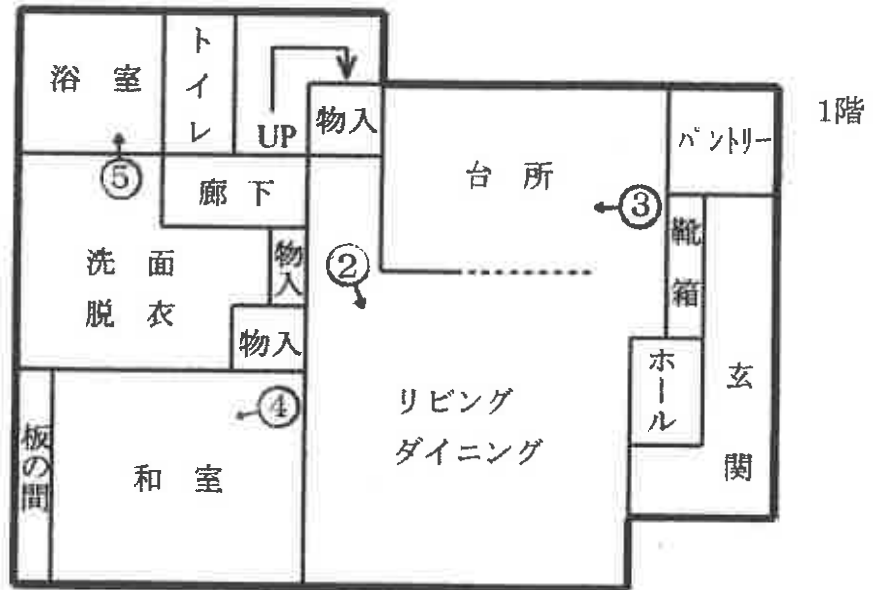 1階
浴室
トイレ
UP
物入
台所
パントリー
⑤
廊下
③
靴箱
洗面
脱衣
物入
②
物入
ホール
玄関
リビング
ダイニング
④
板の間
和室